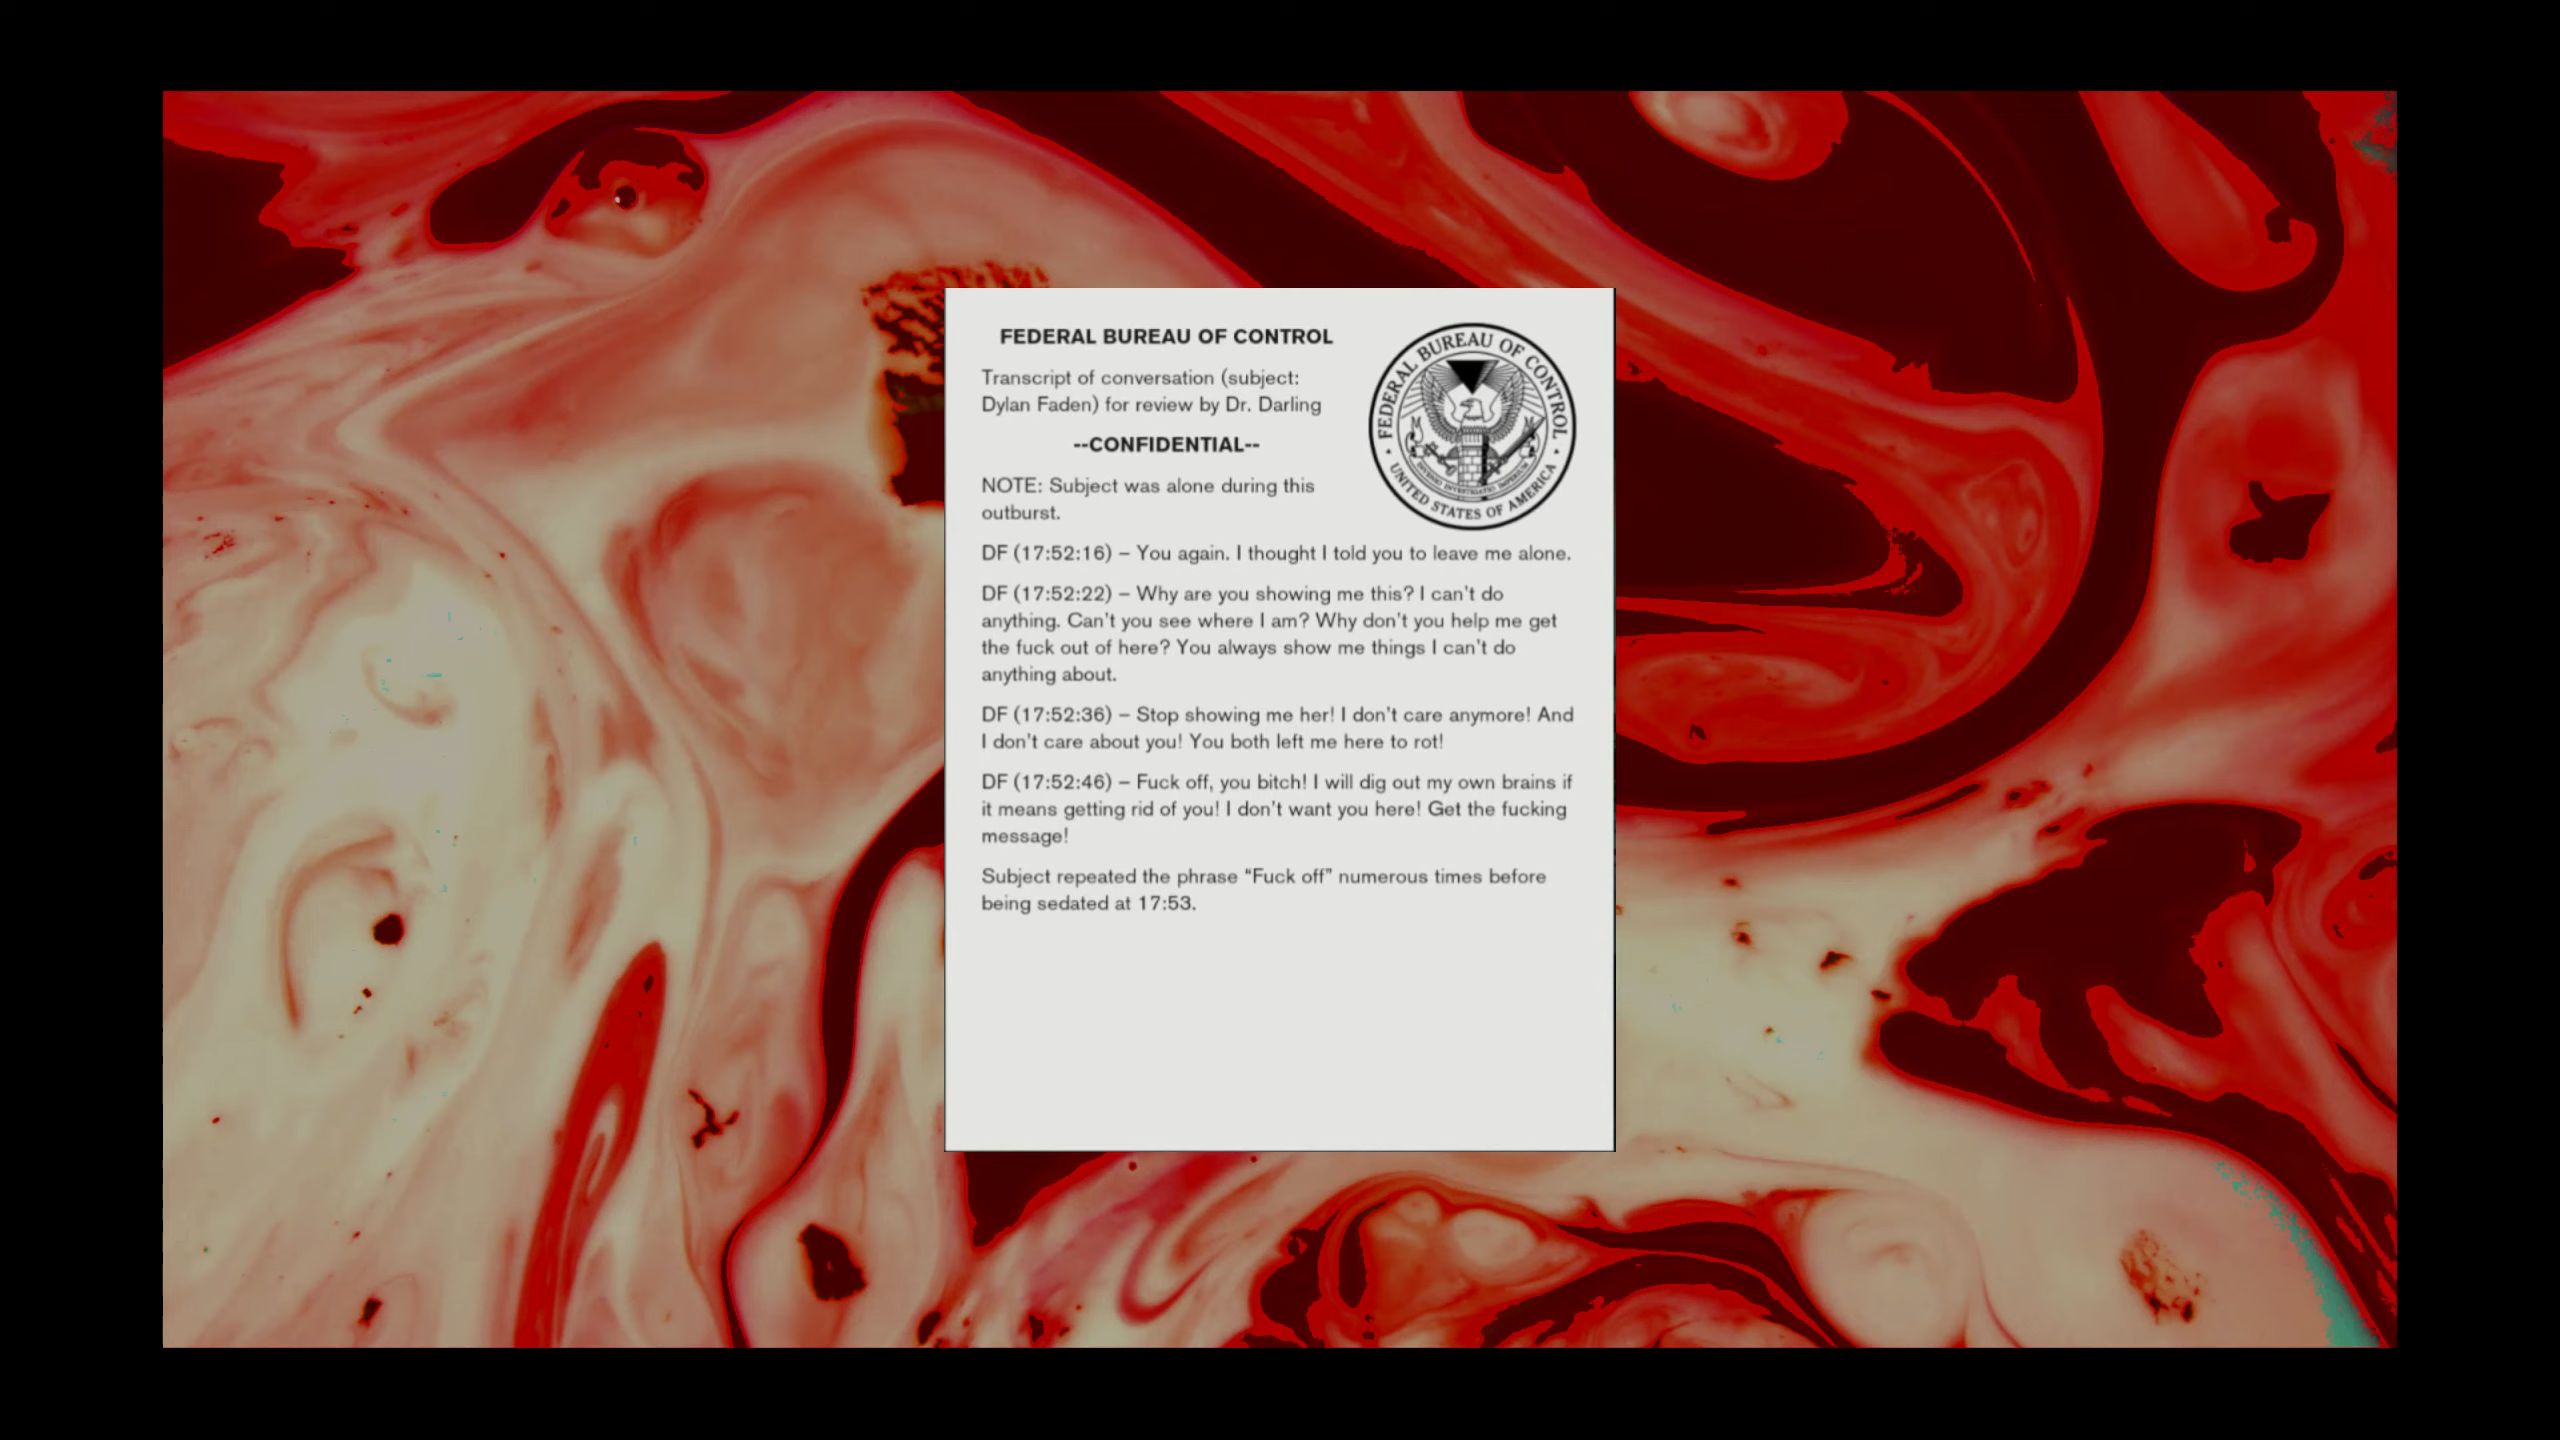 FEDERAL BUREAU OF CONTROL
Transcript of conversation (subject:
Dylan Faden) for review by Dr. Darling
--CONFIDENTIAL--
NOTE: Subject was alone during this
outburst.
FEDERAL BUREAU OF CONTROL
UNITED STATES OF AMERICA
DF (17:52:16) – You again. I thought I told you to leave me alone.
DF (17:52:22) – Why are you showing me this? I can't do
anything. Can't you see where I am? Why don't you help me get
the fuck out of here? You always show me things I can't do
anything about.
DF (17:52:36) – Stop showing me her! I don't care anymore! And
I don't care about you! You both left me here to rot!
DF (17:52:46) – Fuck off, you bitch! I will dig out my own brains if
it means getting rid of you! I don't want you here! Get the fucking
message!
Subject repeated the phrase “Fuck off” numerous times before
being sedated at 17:53.